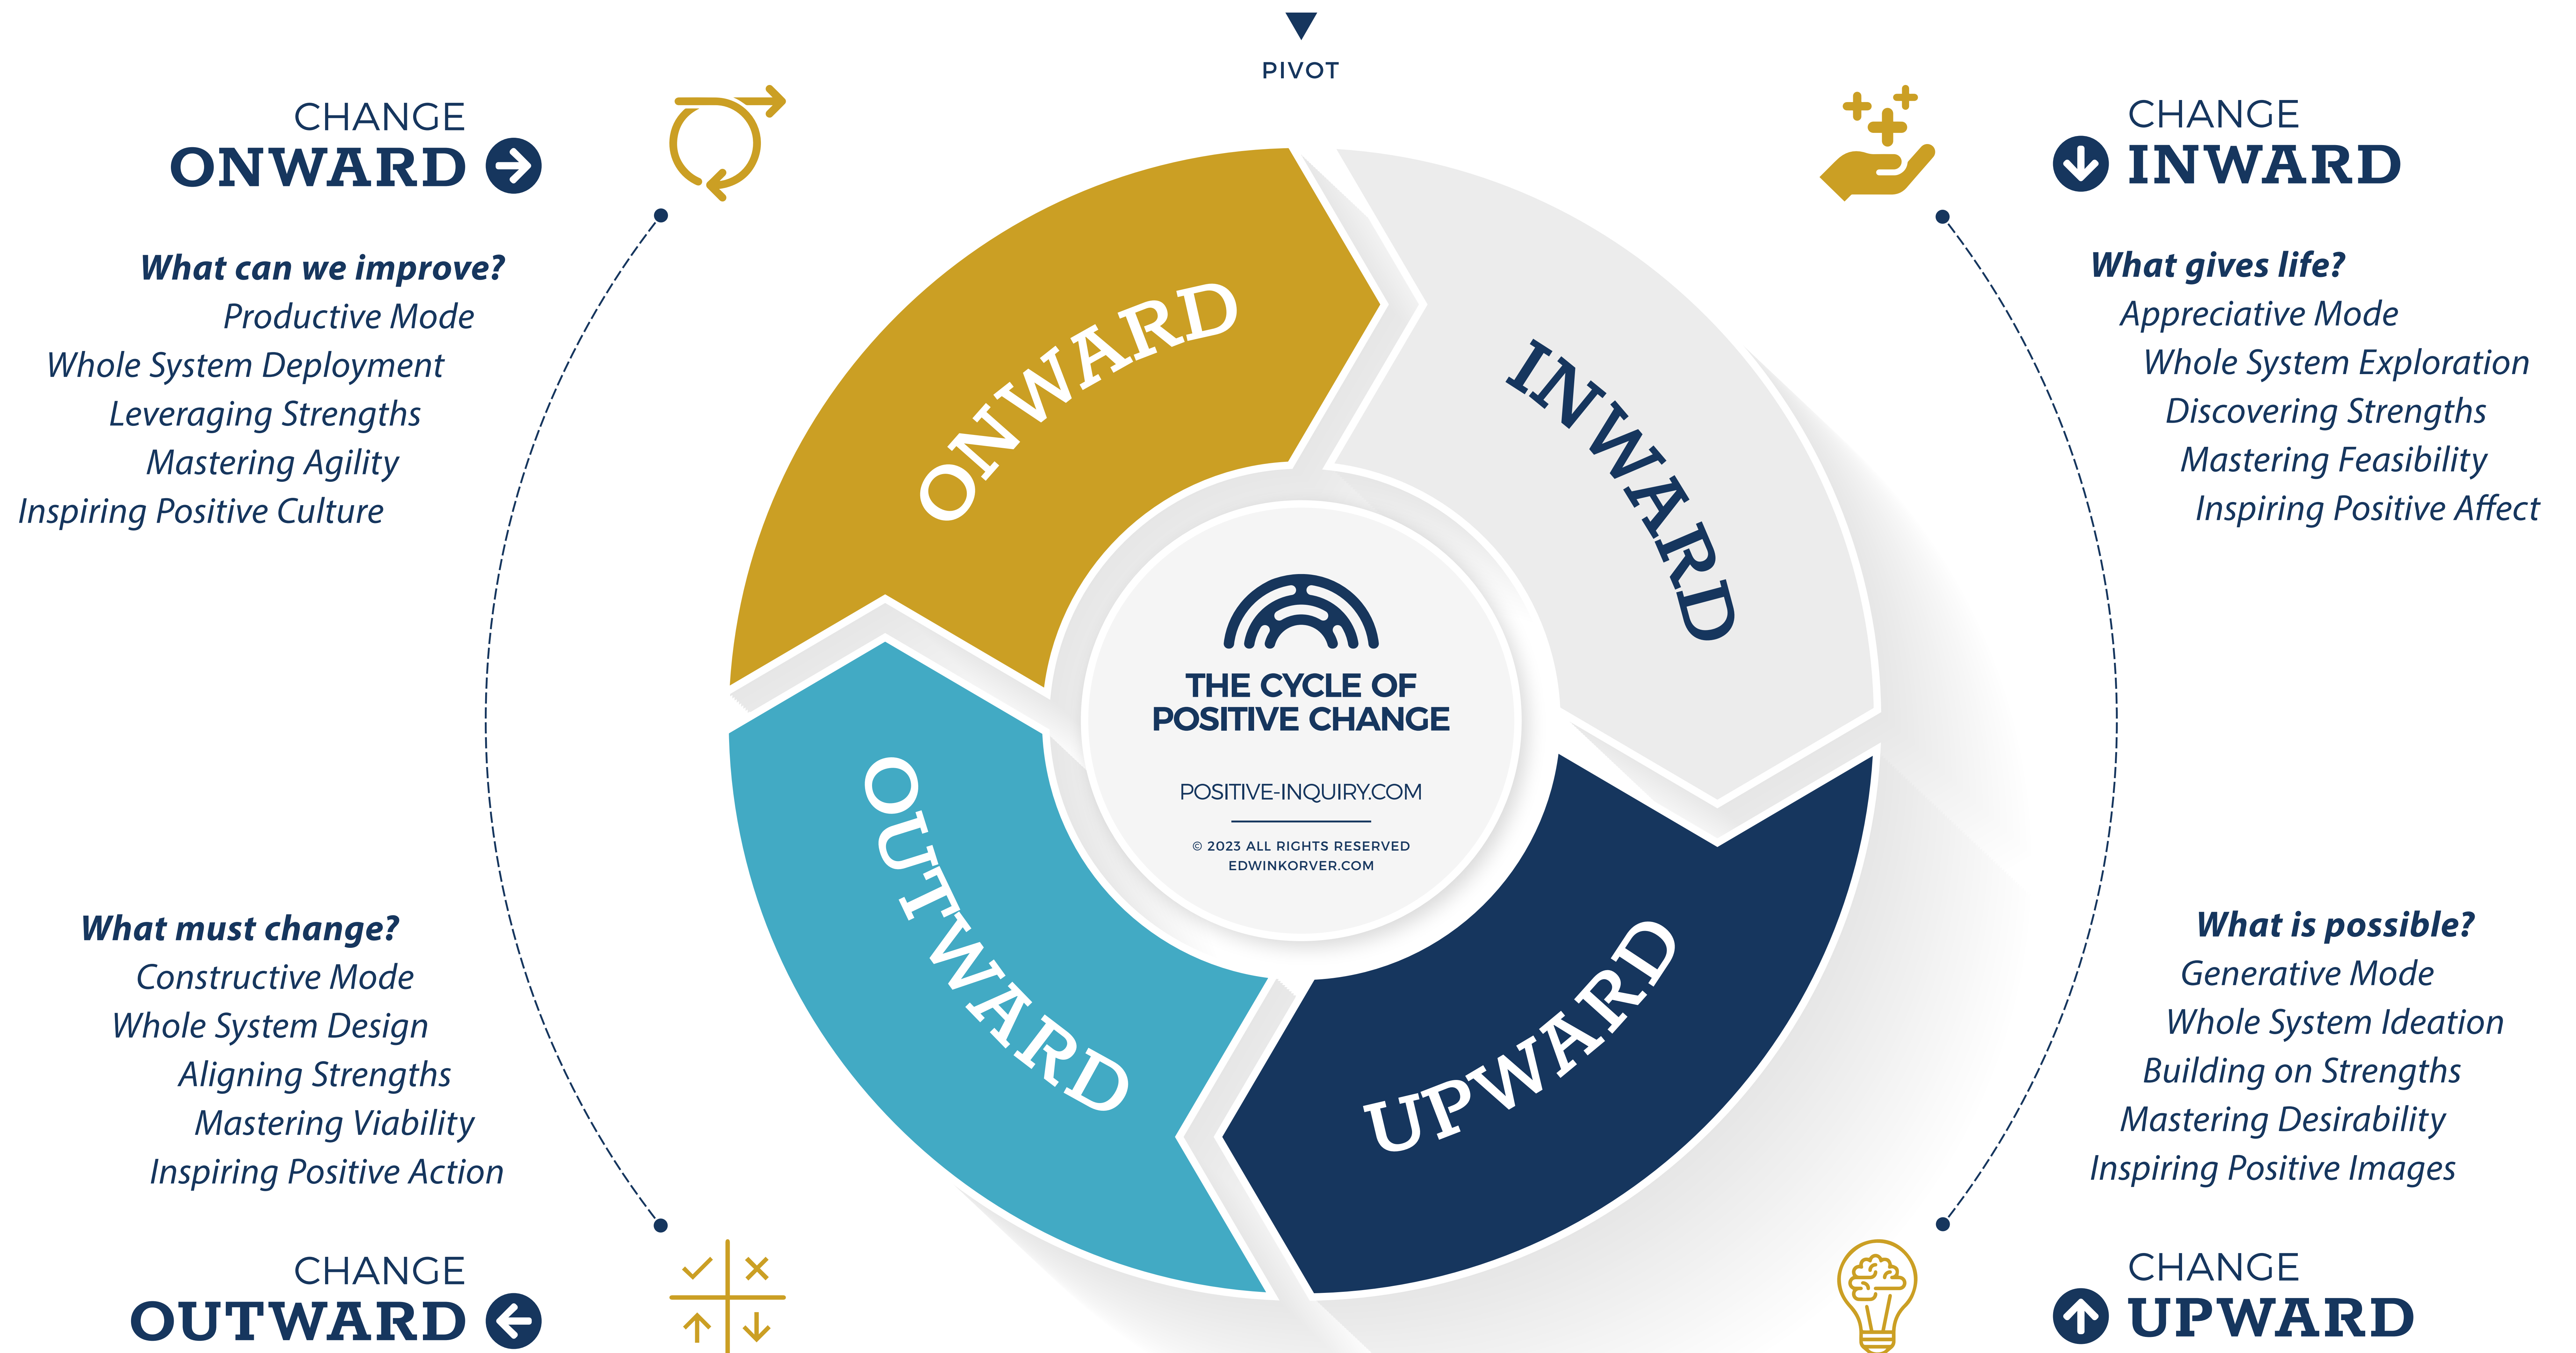 PIVOT
CHANGE
ONWARD
What can we improve?
Productive Mode
Whole System Deployment
Leveraging Strengths
Mastering Agility
Inspiring Positive Culture
CHANGE
INWARD
What gives life?
Appreciative Mode
Whole System Exploration
Discovering Strengths
Mastering Feasibility
Inspiring Positive Affect
ONWARD
INWARD
THE CYCLE OF
POSITIVE CHANGE
POSITIVE-INQUIRY.COM
© 2023 ALL RIGHTS RESERVED
EDWINKORVER.COM
OUTWARD
UPWARD
What must change?
Constructive Mode
Whole System Design
Aligning Strengths
Mastering Viability
Inspiring Positive Action
CHANGE
OUTWARD
What is possible?
Generative Mode
Whole System Ideation
Building on Strengths
Mastering Desirability
Inspiring Positive Images
CHANGE
UPWARD